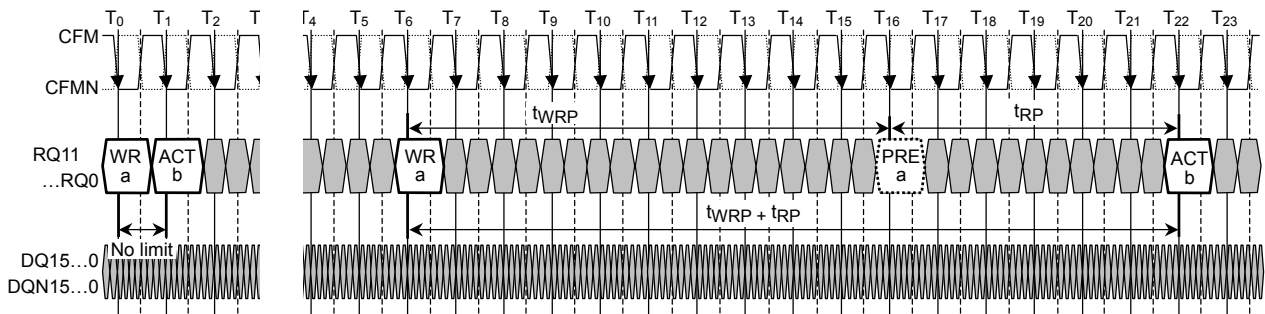 T0 T1 T2 T T4 T5 T6 T7 T8 T9 T10 T11 T12 T13 T14 T15 T16 T17 T18 T19 T20 T21 T22 T23
CFM
CFMN
tWRP tRP
RQ11 WR ACT WR PRE ACT
…RQ0 a b a a b
tWRP + tRP
No limit
DQ15…0
DQN15…0